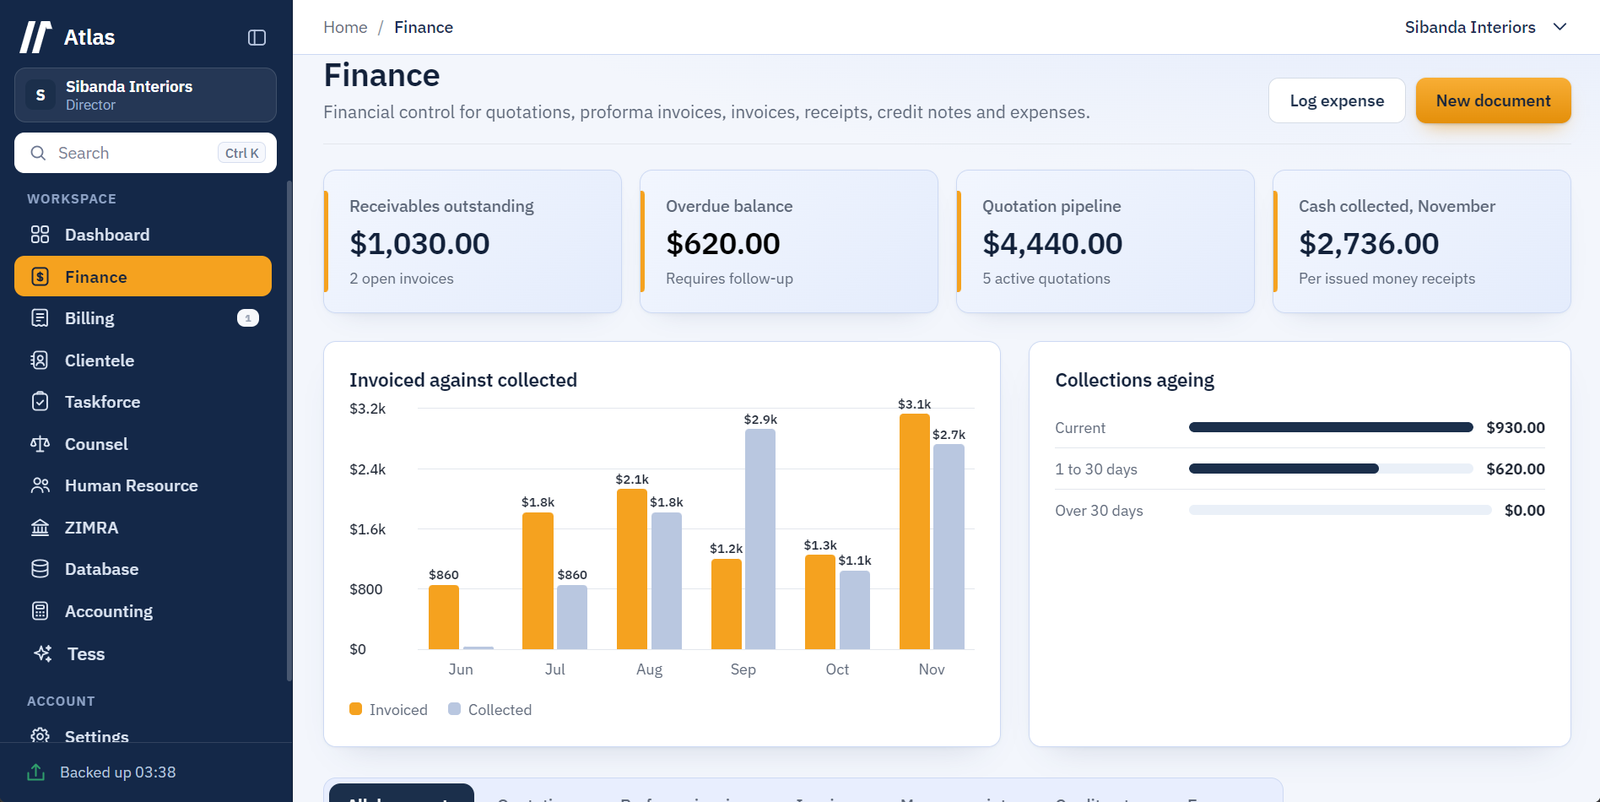 Atlas
S
Sibanda Interiors
Director
Search
Ctrl K
WORKSPACE
Dashboard
Finance
Billing
1
Clientele
Taskforce
Counsel
Human Resource
ZIMRA
Database
Accounting
Tess
ACCOUNT
Settings
Backed up 03:38
Home / Finance
Sibanda Interiors
Finance
Financial control for quotations, proforma invoices, invoices, receipts, credit notes and expenses.
Log expense
New document
Receivables outstanding
$1,030.00
2 open invoices
Overdue balance
$620.00
Requires follow-up
Quotation pipeline
$4,440.00
5 active quotations
Cash collected, November
$2,736.00
Per issued money receipts
Invoiced against collected
$3.2k
$2.4k
$1.6k
$800
$0
$860
$1.8k
$860
$2.1k
$1.8k
$1.2k
$2.9k
$1.3k
$1.1k
$3.1k
$2.7k
Jun
Jul
Aug
Sep
Oct
Nov
Invoiced
Collected
Collections ageing
Current $930.00
1 to 30 days $620.00
Over 30 days $0.00